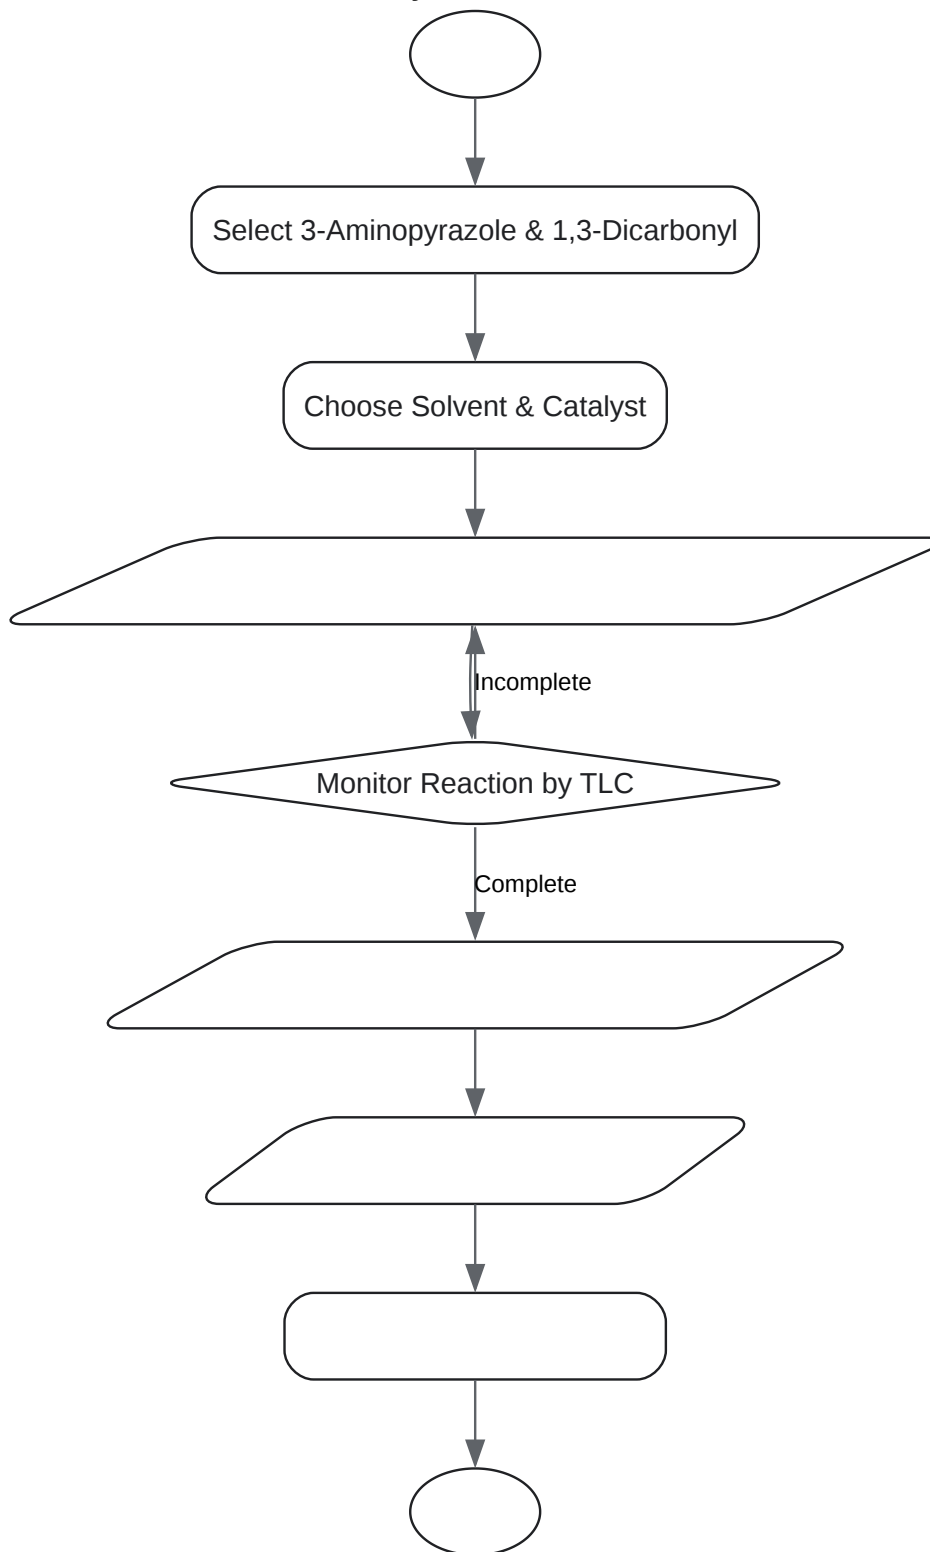 Select 3-Aminopyrazole & 1,3-Dicarbonyl
Choose Solvent & Catalyst
Incomplete
Monitor Reaction by TLC
Complete